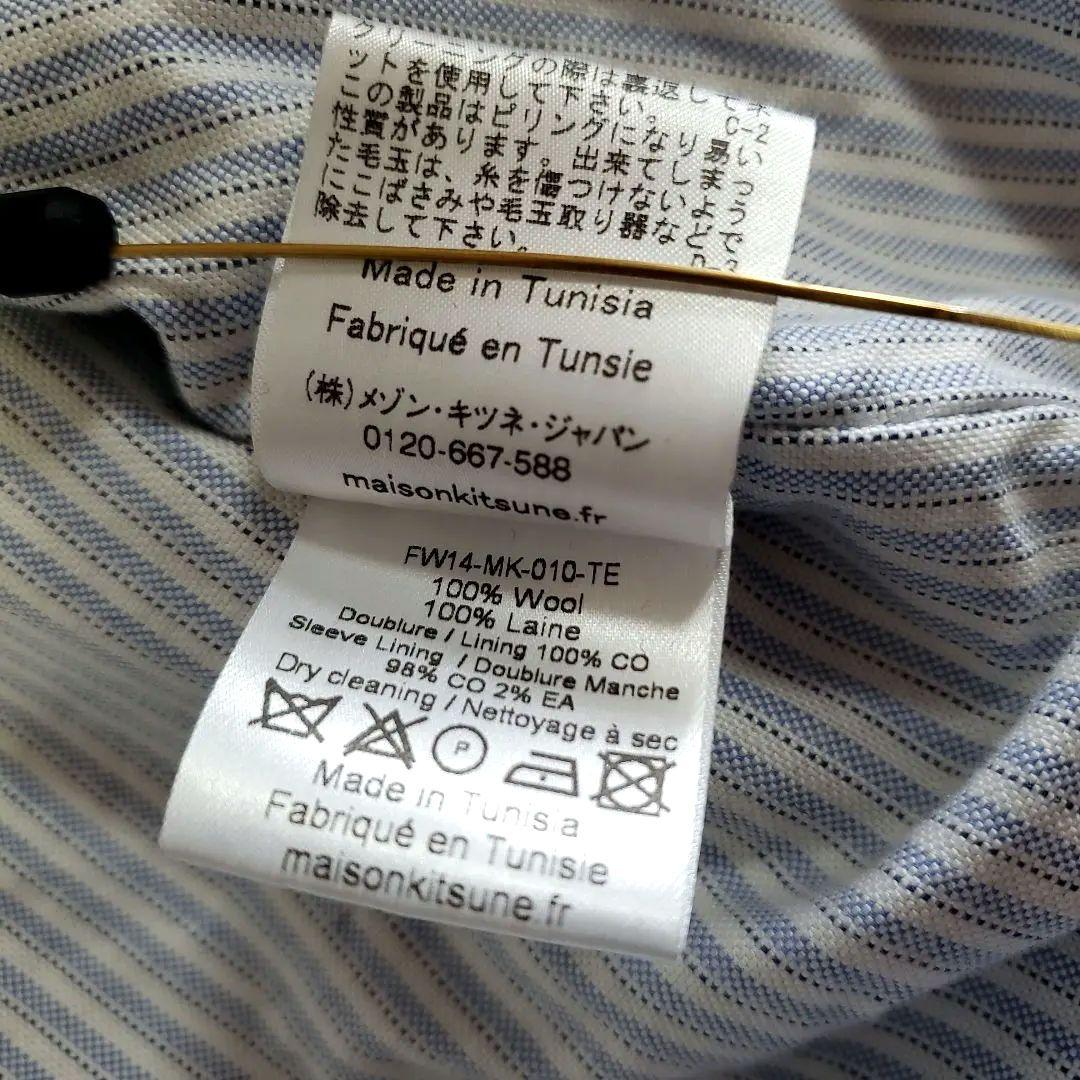 クリーニングの際は裏返して
ットを使用して下さい。 C-2
この製品はピリングになり易い
性質があります。出来てしまっ
た毛玉は、糸を傷つけないよう
にこばさみや毛玉取り器などで
除去して下さい。
Made in Tunisia
Fabriqué en Tunsie
(株)メゾン・キツネ・ジャパン
0120-667-588
maisonkitsune.fr
FW14-MK-010-TE
100% Wool
100% Laine
Doublure / Lining 100% CO
Sleeve Lining / Doublure Manche
98% CO 2% EA
Dry cleaning / Nettoyage à sec
P
Made in Tunisia
Fabriqué en Tunisie
maisonkitsune.fr